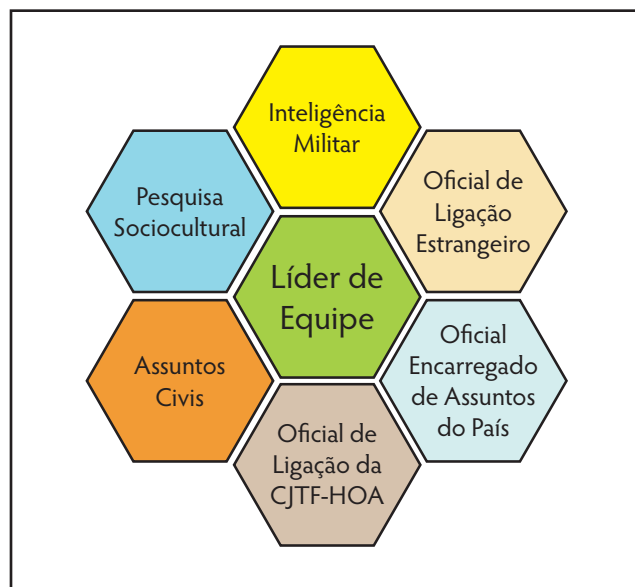 Inteligência
Militar
Pesquisa
Sociocultural
Oficial de
Ligação
Estrangeiro
Líder de
Equipe
Assuntos
Civis
Oficial
Encarregado
de Assuntos
do País
Oficial de
Ligação da
CJTF-HOA